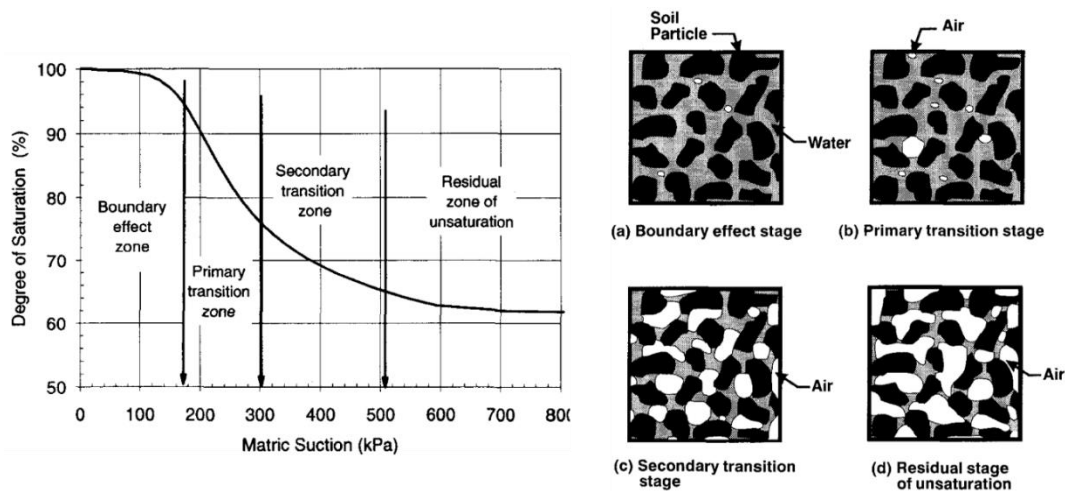 Degree of Saturation (%)
100
90
80
70
60
50
0
100
200
300
400
500
600
700
800
Matric Suction (kPa)
Boundary
effect
zone
Primary
transition
zone
Secondary
transition
zone
Residual
zone of
unsaturation
Soil
Particle
Air
Water
(a) Boundary effect stage
(b) Primary transition stage
Air
Air
(c) Secondary transition
stage
(d) Residual stage
of unsaturation